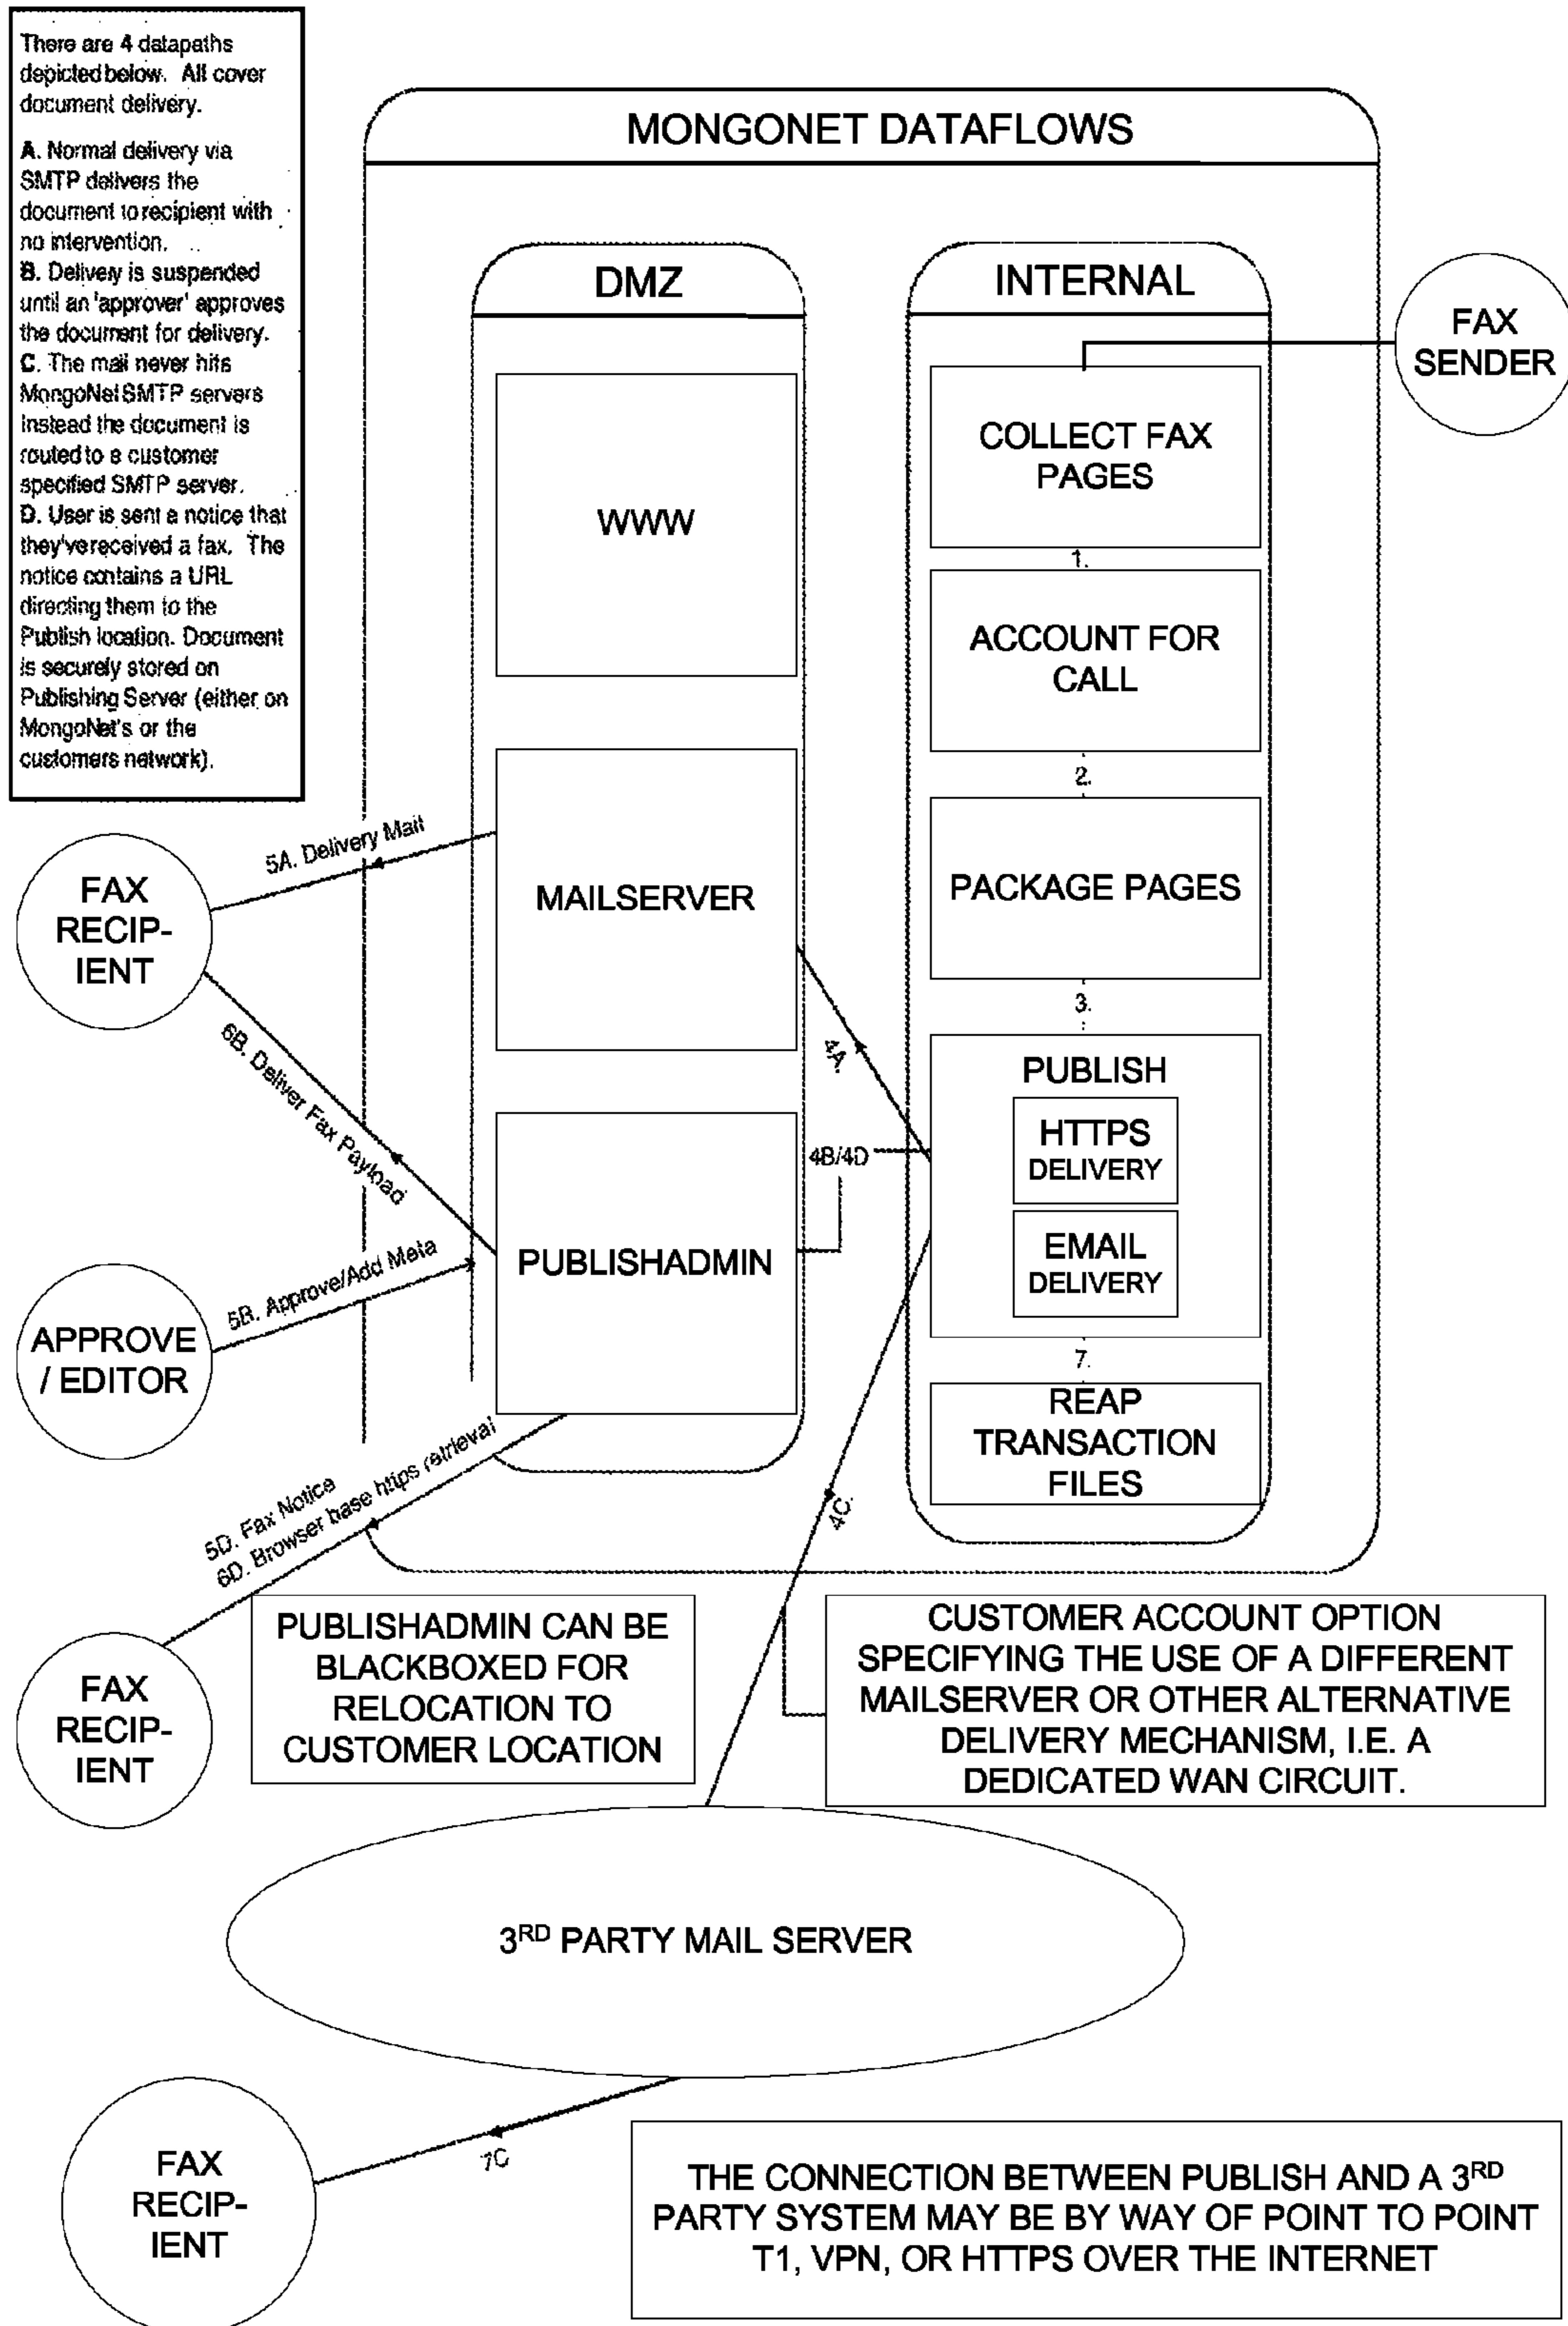 There are 4 datapaths
depicted below. All cover
document delivery.
A. Normal delivery via
SMTP delivers the
document to recipient with
no intervention.
B. Delivery is suspended
until an 'approver' approves
the document for delivery.
C. The mail never hits
MongoNet SMTP servers
instead the document is
routed to a customer
specified SMTP server.
D. User is sent a notice that
they've received a fax. The
notice contains a URL
directing them to the
Publish location. Document
is securely stored on
Publishing Server (either on
MongoNet's or the
customers network).
MONGONET DATAFLOWS
DMZ
INTERNAL
FAX
SENDER
WWW
COLLECT FAX
PAGES
1.
ACCOUNT FOR
CALL
2.
MAILSERVER
PACKAGE PAGES
3.
5A. Delivery Mail
FAX
RECIP-
IENT
6B. Deliver Fax Payload
4A.
4B/4D
PUBLISH
HTTPS
DELIVERY
EMAIL
DELIVERY
PUBLISHADMIN
5B. Approve/Add Meta
APPROVE
/ EDITOR
7.
REAP
TRANSACTION
FILES
4C.
5D. Fax Notice
6D. Browser base https retrieval
FAX
RECIP-
IENT
PUBLISHADMIN CAN BE
BLACKBOXED FOR
RELOCATION TO
CUSTOMER LOCATION
CUSTOMER ACCOUNT OPTION
SPECIFYING THE USE OF A DIFFERENT
MAILSERVER OR OTHER ALTERNATIVE
DELIVERY MECHANISM, I.E. A
DEDICATED WAN CIRCUIT.
3RD PARTY MAIL SERVER
7C
FAX
RECIP-
IENT
THE CONNECTION BETWEEN PUBLISH AND A 3RD
PARTY SYSTEM MAY BE BY WAY OF POINT TO POINT
T1, VPN, OR HTTPS OVER THE INTERNET